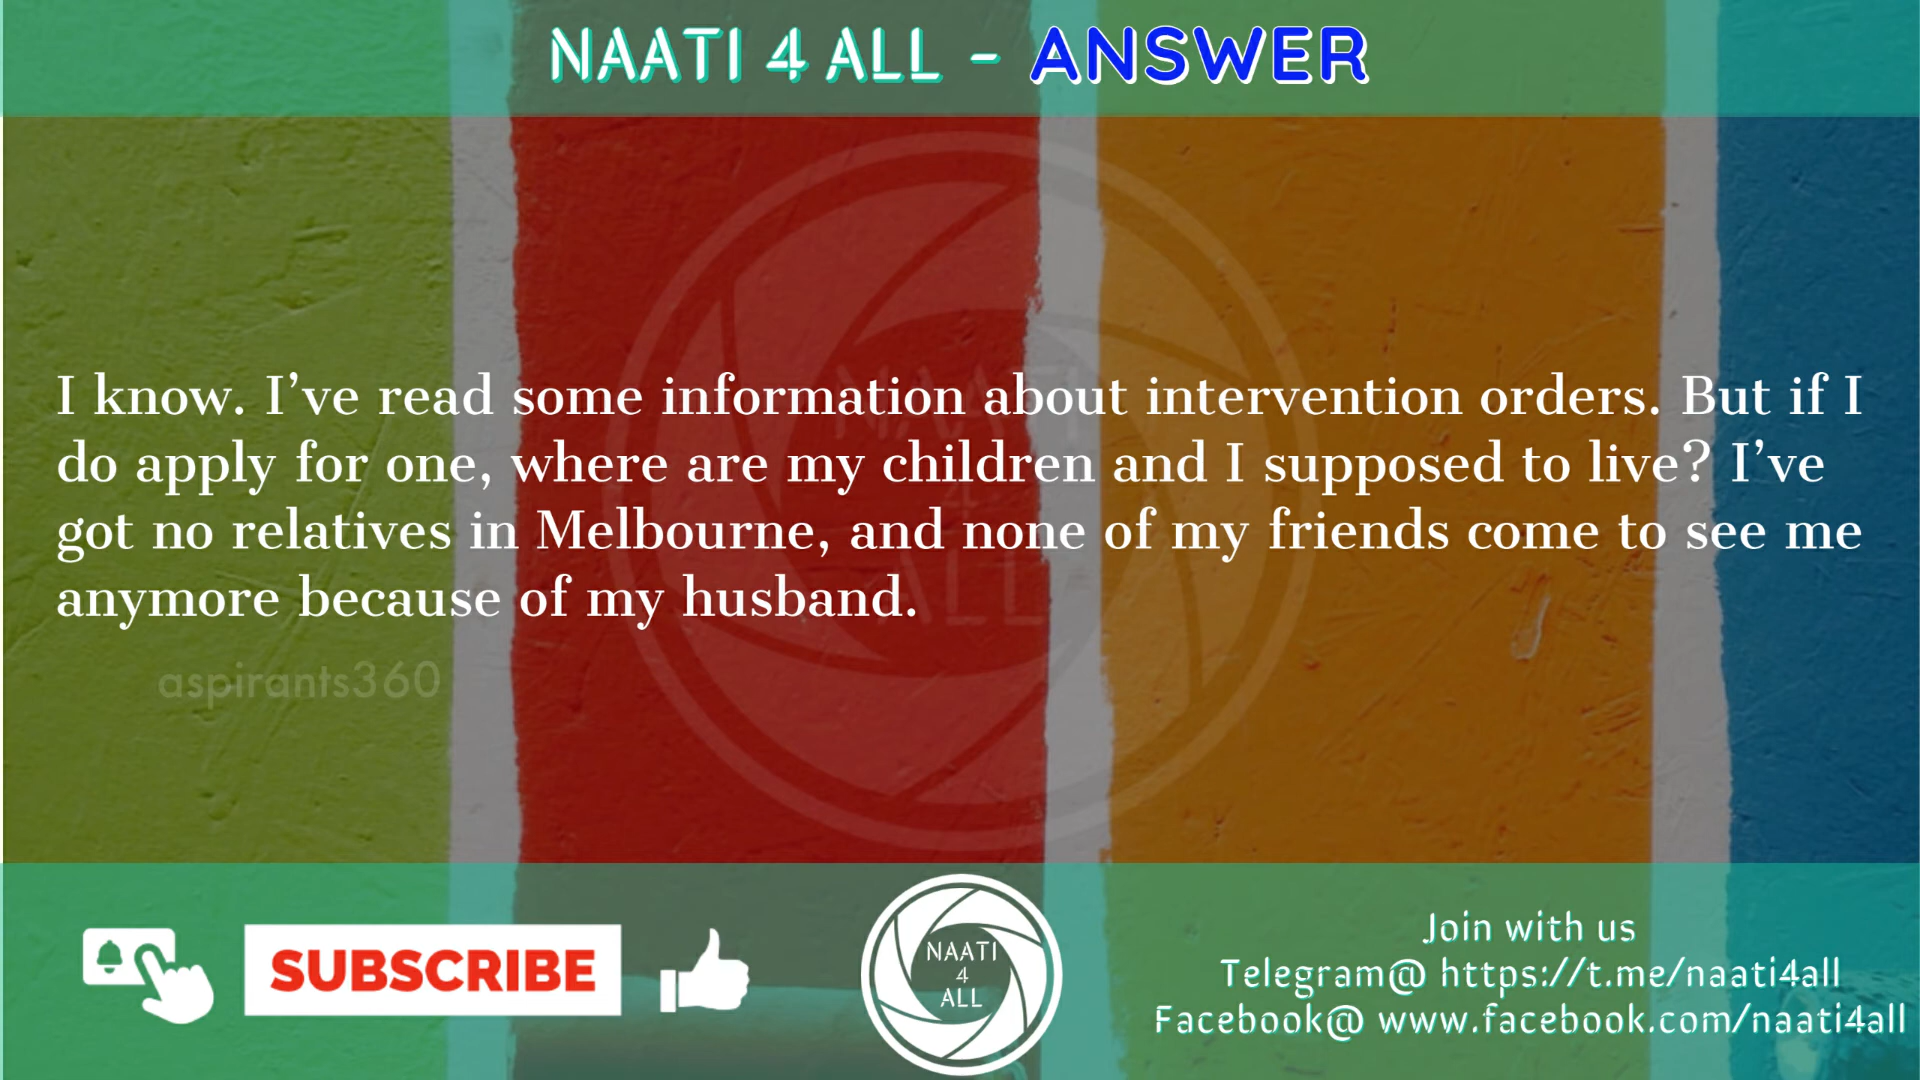 NAATI 4 ALL - ANSWER
I know. I’ve read some information about intervention orders. But if I
do apply for one, where are my children and I supposed to live? I’ve
got no relatives in Melbourne, and none of my friends come to see me
anymore because of my husband.
aspirants360
NAATI
4
ALL
SUBSCRIBE
NAATI
4
ALL
Join with us
Telegram@ https://t.me/naati4all
Facebook@ www.facebook.com/naati4all